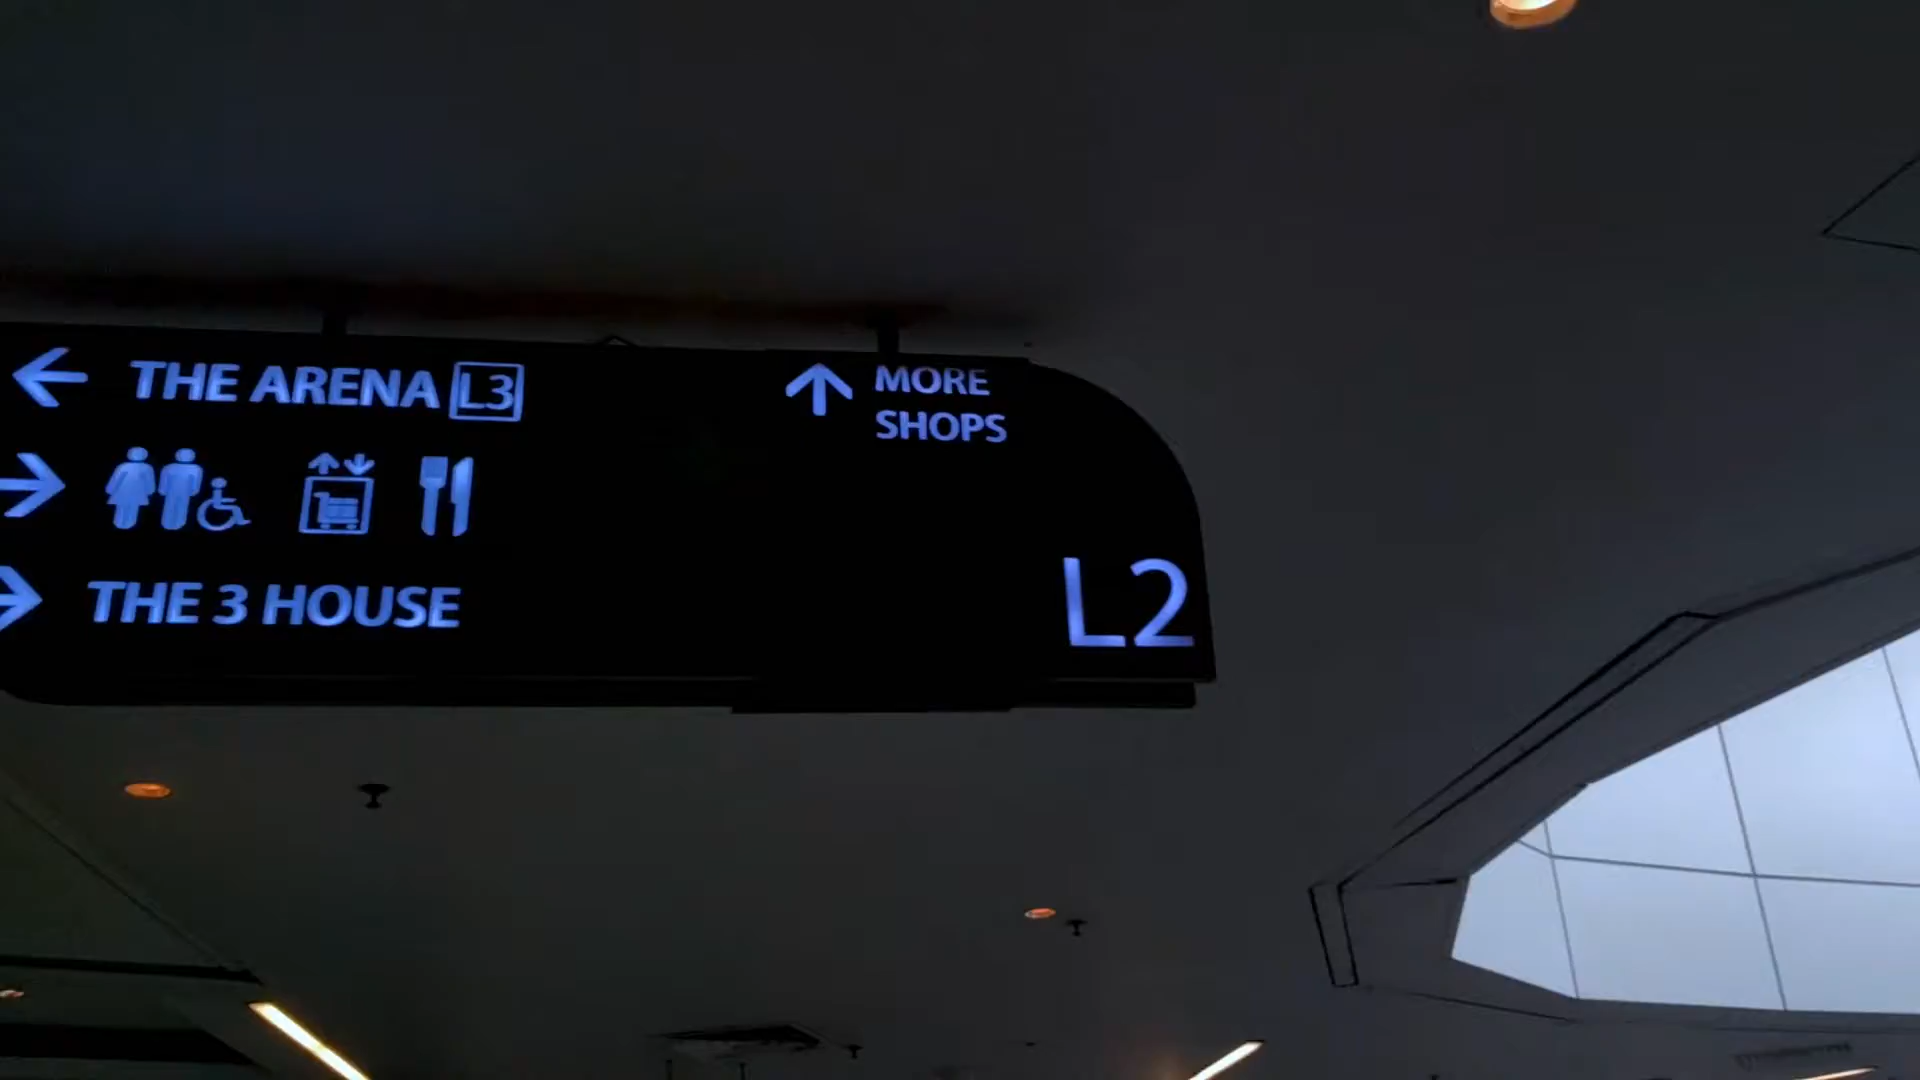 THE ARENA L3
THE 3 HOUSE
MORE
SHOPS
L2